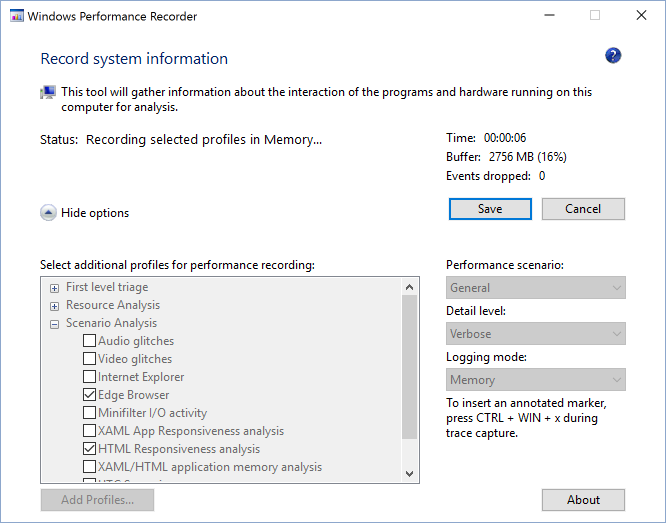 Windows Performance Recorder
Record system information
This tool will gather information about the interaction of the programs and hardware running on this
computer for analysis.
Status: Recording selected profiles in Memory...
Time: 00:00:06
Buffer: 2756 MB (16%)
Events dropped: 0
Hide options
Save
Cancel
Select additional profiles for performance recording:
First level triage
Resource Analysis
Scenario Analysis
Audio glitches
Video glitches
Internet Explorer
Edge Browser
Minifilter I/O activity
XAML App Responsiveness analysis
HTML Responsiveness analysis
XAML/HTML application memory analysis
Performance scenario:
General
Detail level:
Verbose
Logging mode:
Memory
To insert an annotated marker,
press CTRL + WIN + x during
trace capture.
Add Profiles...
About